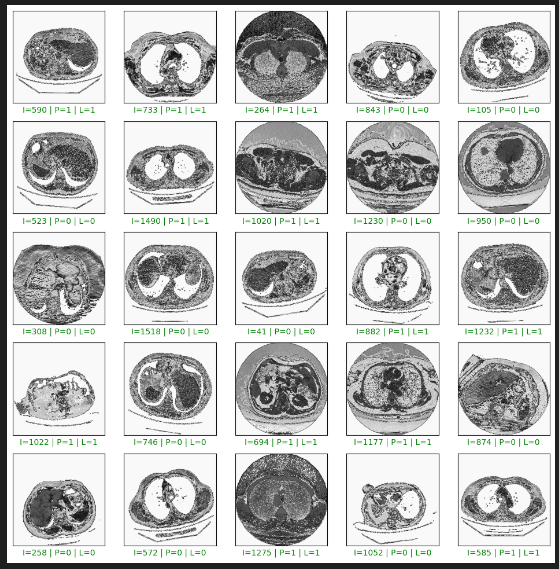 I=590 | P=1 | L=1
I=733 | P=1 | L=1
I=264 | P=1 | L=1
I=843 | P=0 | L=0
I=105 | P=0 | L=0
I=523 | P=0 | L=0
I=1490 | P=1 | L=1
I=1020 | P=1 | L=1
I=1230 | P=0 | L=0
I=950 | P=0 | L=0
I=308 | P=0 | L=0
I=1518 | P=0 | L=0
I=41 | P=0 | L=0
I=882 | P=1 | L=1
I=1232 | P=1 | L=1
I=1022 | P=1 | L=1
I=746 | P=0 | L=0
I=694 | P=1 | L=1
I=1177 | P=1 | L=1
I=874 | P=0 | L=0
I=258 | P=0 | L=0
I=572 | P=0 | L=0
I=1275 | P=1 | L=1
I=1052 | P=0 | L=0
I=585 | P=1 | L=1